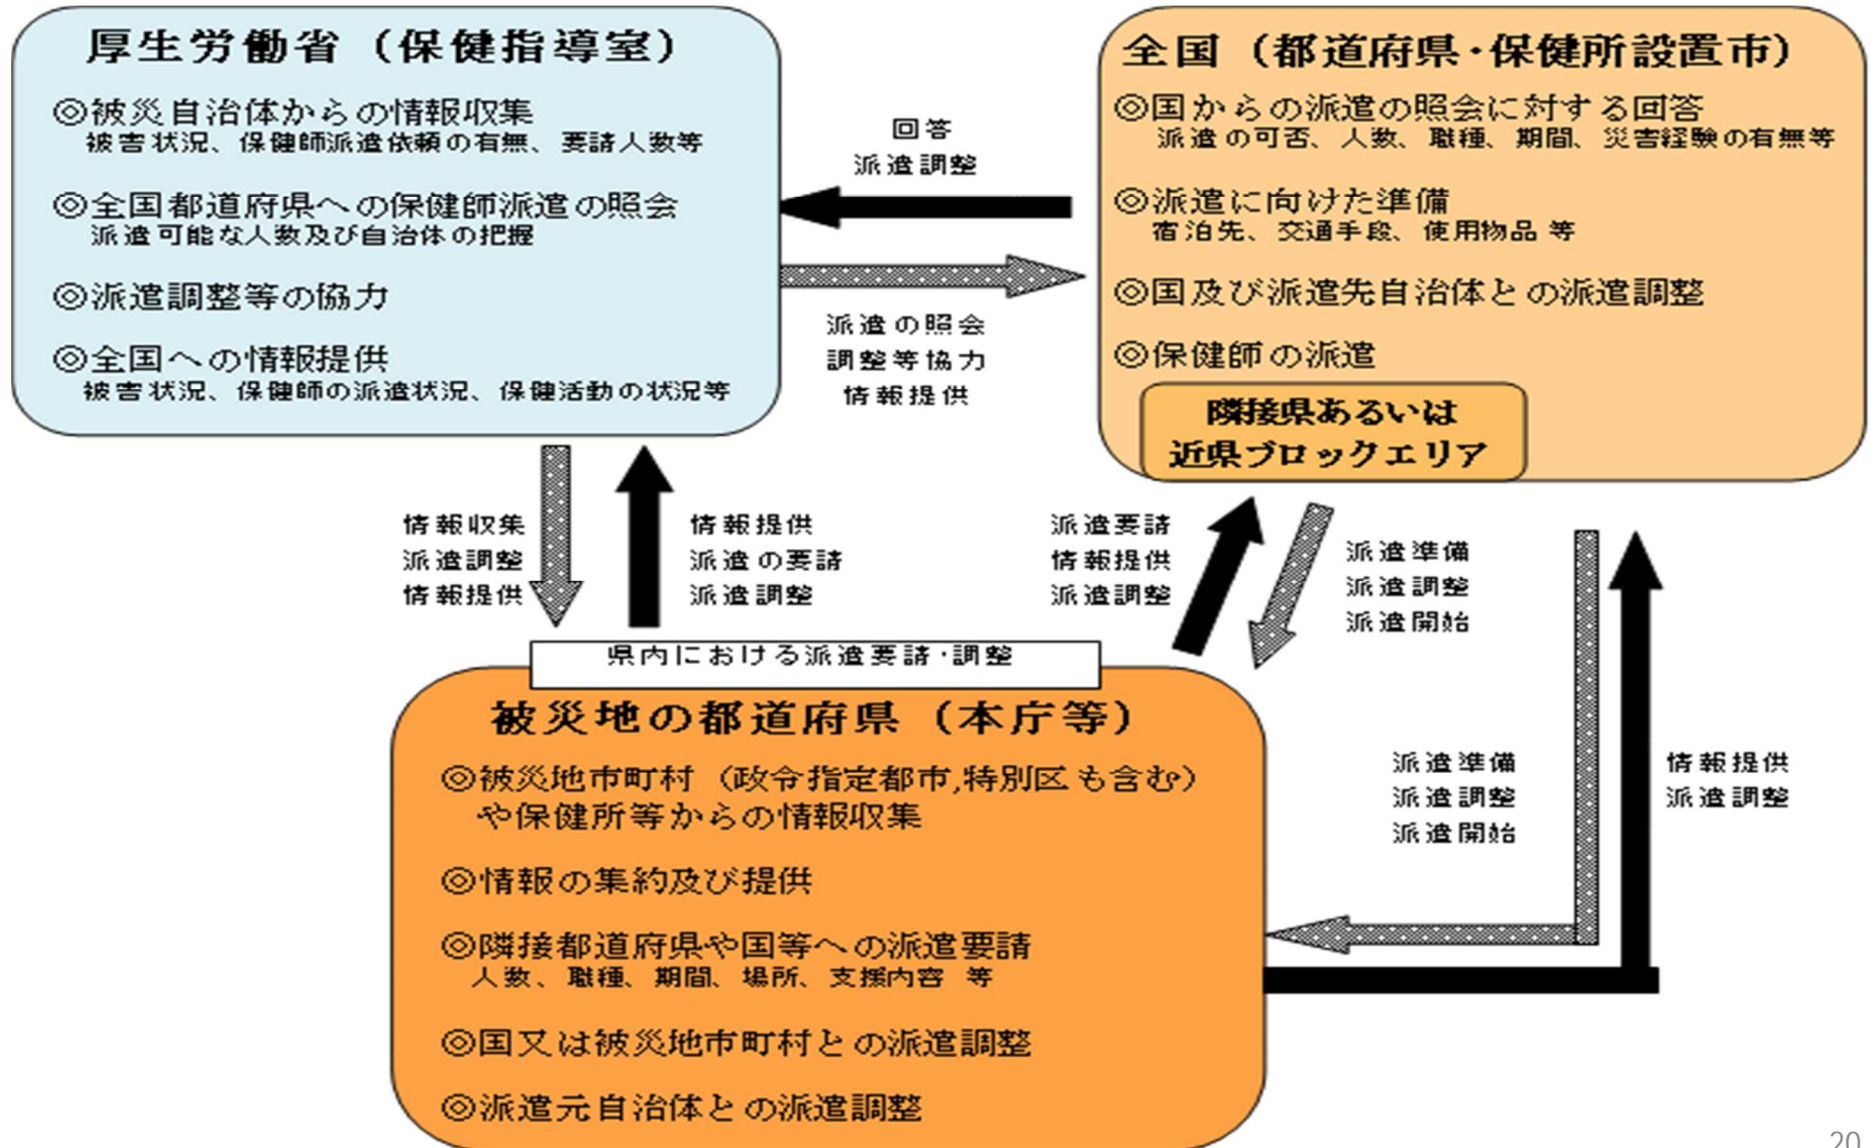 厚生労働省（保健指導室）
◎被災自治体からの情報収集
被害状況、保健師派遣依頼の有無、要請人数等
◎全国都道府県への保健師派遣の照会
派遣可能な人数及び自治体の把握
◎派遣調整等の協力
◎全国への情報提供
被害状況、保健師の派遣状況、保健活動の状況等
回答
派遣調整
派遣の照会
調整等協力
情報提供
全国（都道府県・保健所設置市）
◎国からの派遣の照会に対する回答
派遣の可否、人数、職種、期間、災害経験の有無等
◎派遣に向けた準備
宿泊先、交通手段、使用物品 等
◎国及び派遣先自治体との派遣調整
◎保健師の派遣
隣接県あるいは
近県ブロックエリア
情報収集
派遣調整
情報提供
情報提供
派遣の要請
派遣調整
派遣要請
情報提供
派遣調整
派遣準備
派遣調整
派遣開始
県内における派遣要請・調整
被災地の都道府県（本庁等）
◎被災地市町村（政令指定都市,特別区も含む）
や保健所等からの情報収集
◎情報の集約及び提供
◎隣接都道府県や国等への派遣要請
人数、職種、期間、場所、支援内容 等
◎国又は被災地市町村との派遣調整
◎派遣元自治体との派遣調整
派遣準備
派遣調整
派遣開始
情報提供
派遣調整
20